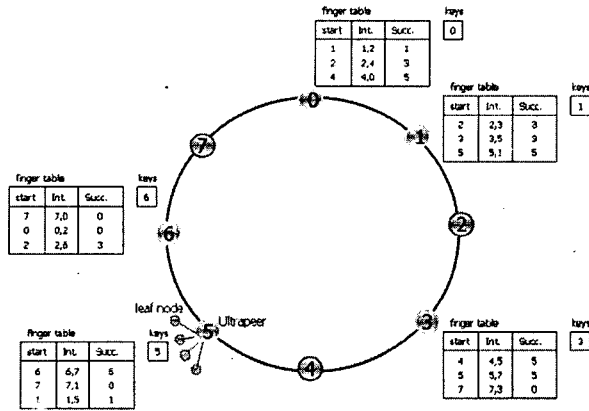 finger table keys
start Int. Succ. 0
1 1,2 1
2 2,4 3
4 4,0 5
finger table keys
start Int. Succ. 1
2 2,3 3
3 3,5 3
5 5,1 5
0
1
7
2
finger table keys
start Int. Succ. 6
7 7,0 0
0 0,2 0
2 2,6 3
6
leaf node
Ultrapeer
5
3
4
finger table keys
start Int. Succ. 5
6 6,7 6
7 7,1 0
1 1,5 1
finger table keys
start Int. Succ. 3
4 4,5 5
5 5,7 5
7 7,3 0